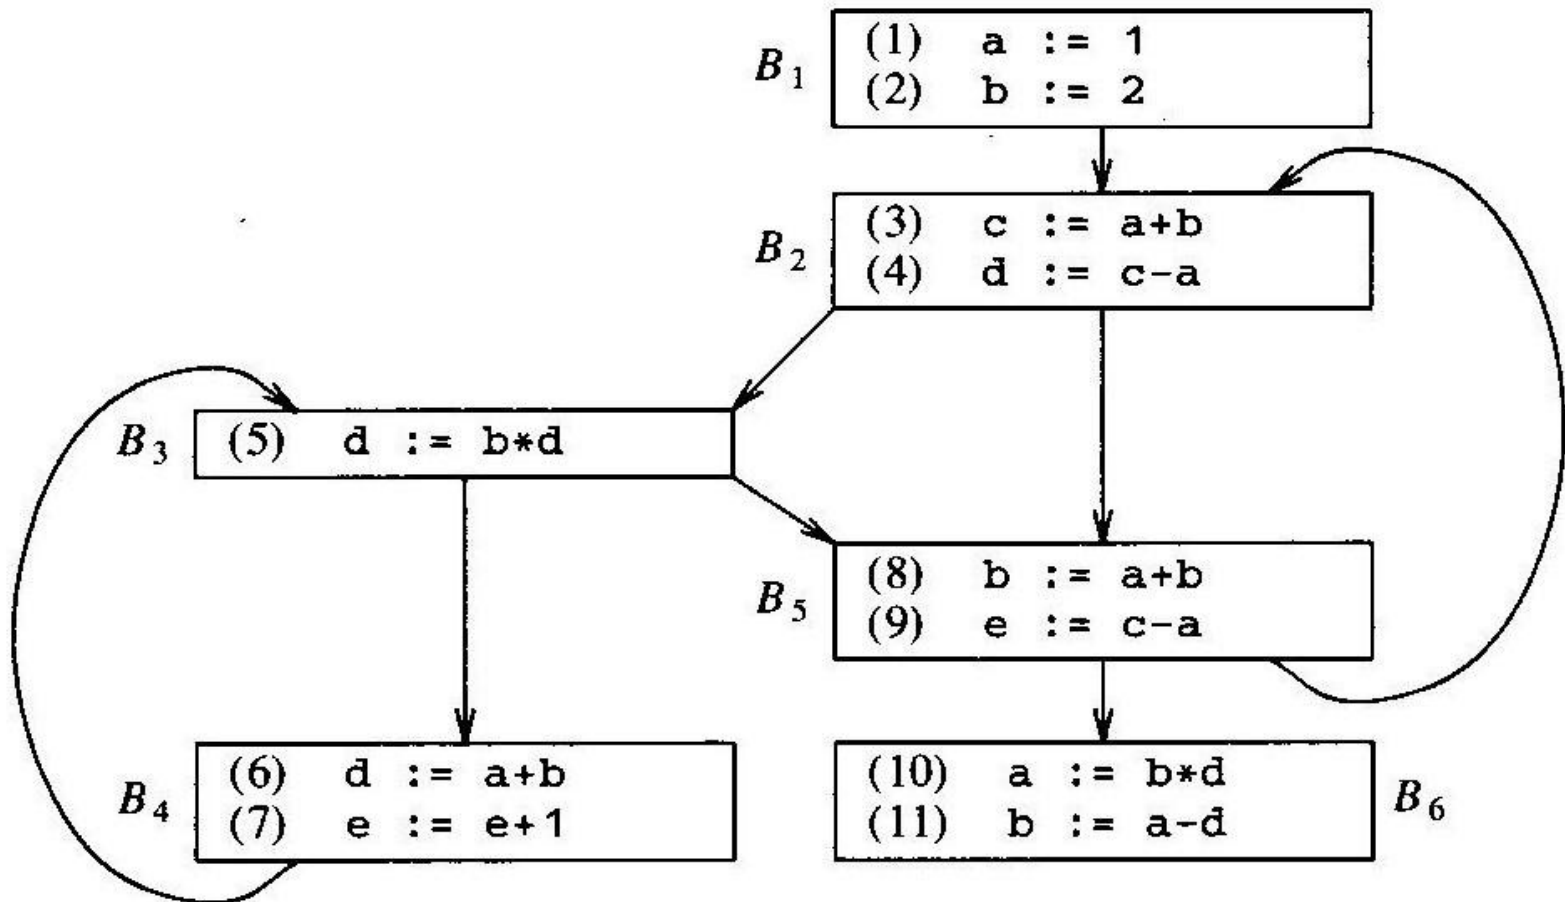 B1
(1) a := 1
(2) b := 2
B2
(3) c := a+b
(4) d := c-a
B3
(5) d := b*d
B5
(8) b := a+b
(9) e := c-a
B4
(6) d := a+b
(7) e := e+1
(10) a := b*d
(11) b := a-d
B6